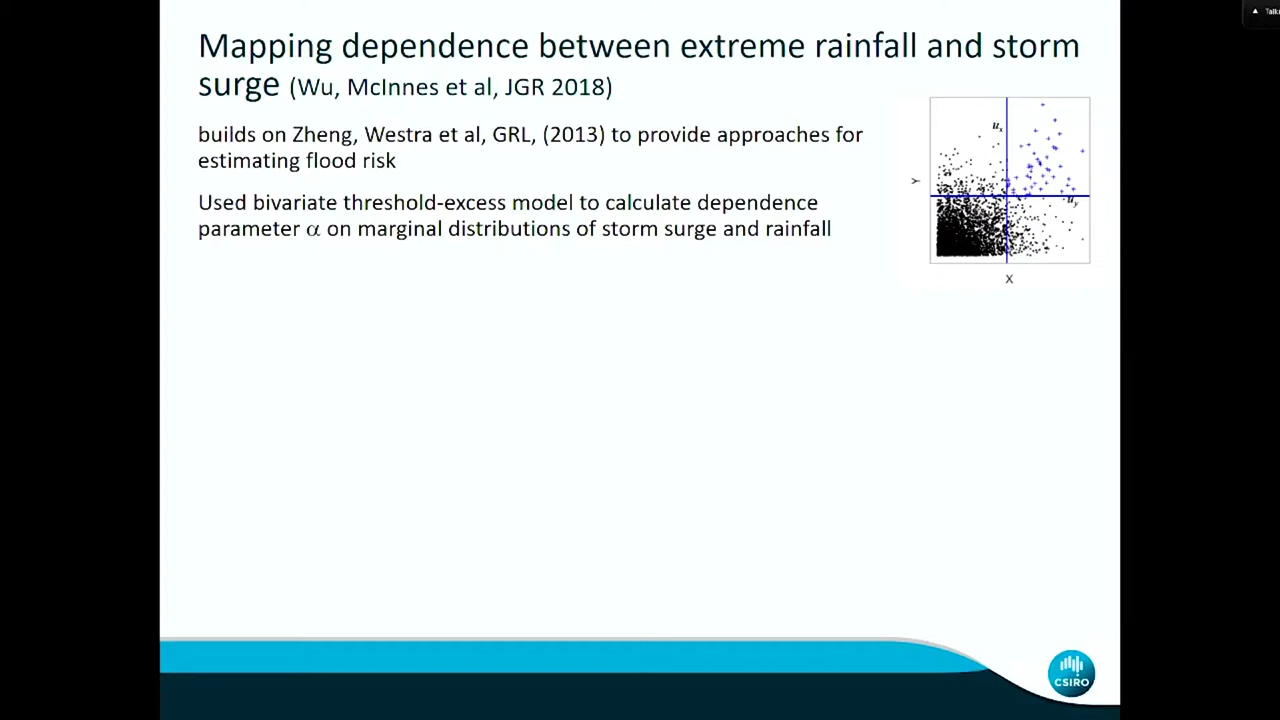 Mapping dependence between extreme rainfall and storm
surge (Wu, McInnes et al, JGR 2018)
builds on Zheng, Westra et al, GRL, (2013) to provide approaches for
estimating flood risk
Used bivariate threshold-excess model to calculate dependence
parameter α on marginal distributions of storm surge and rainfall
uₓ
Y
u_y
X
CSIRO